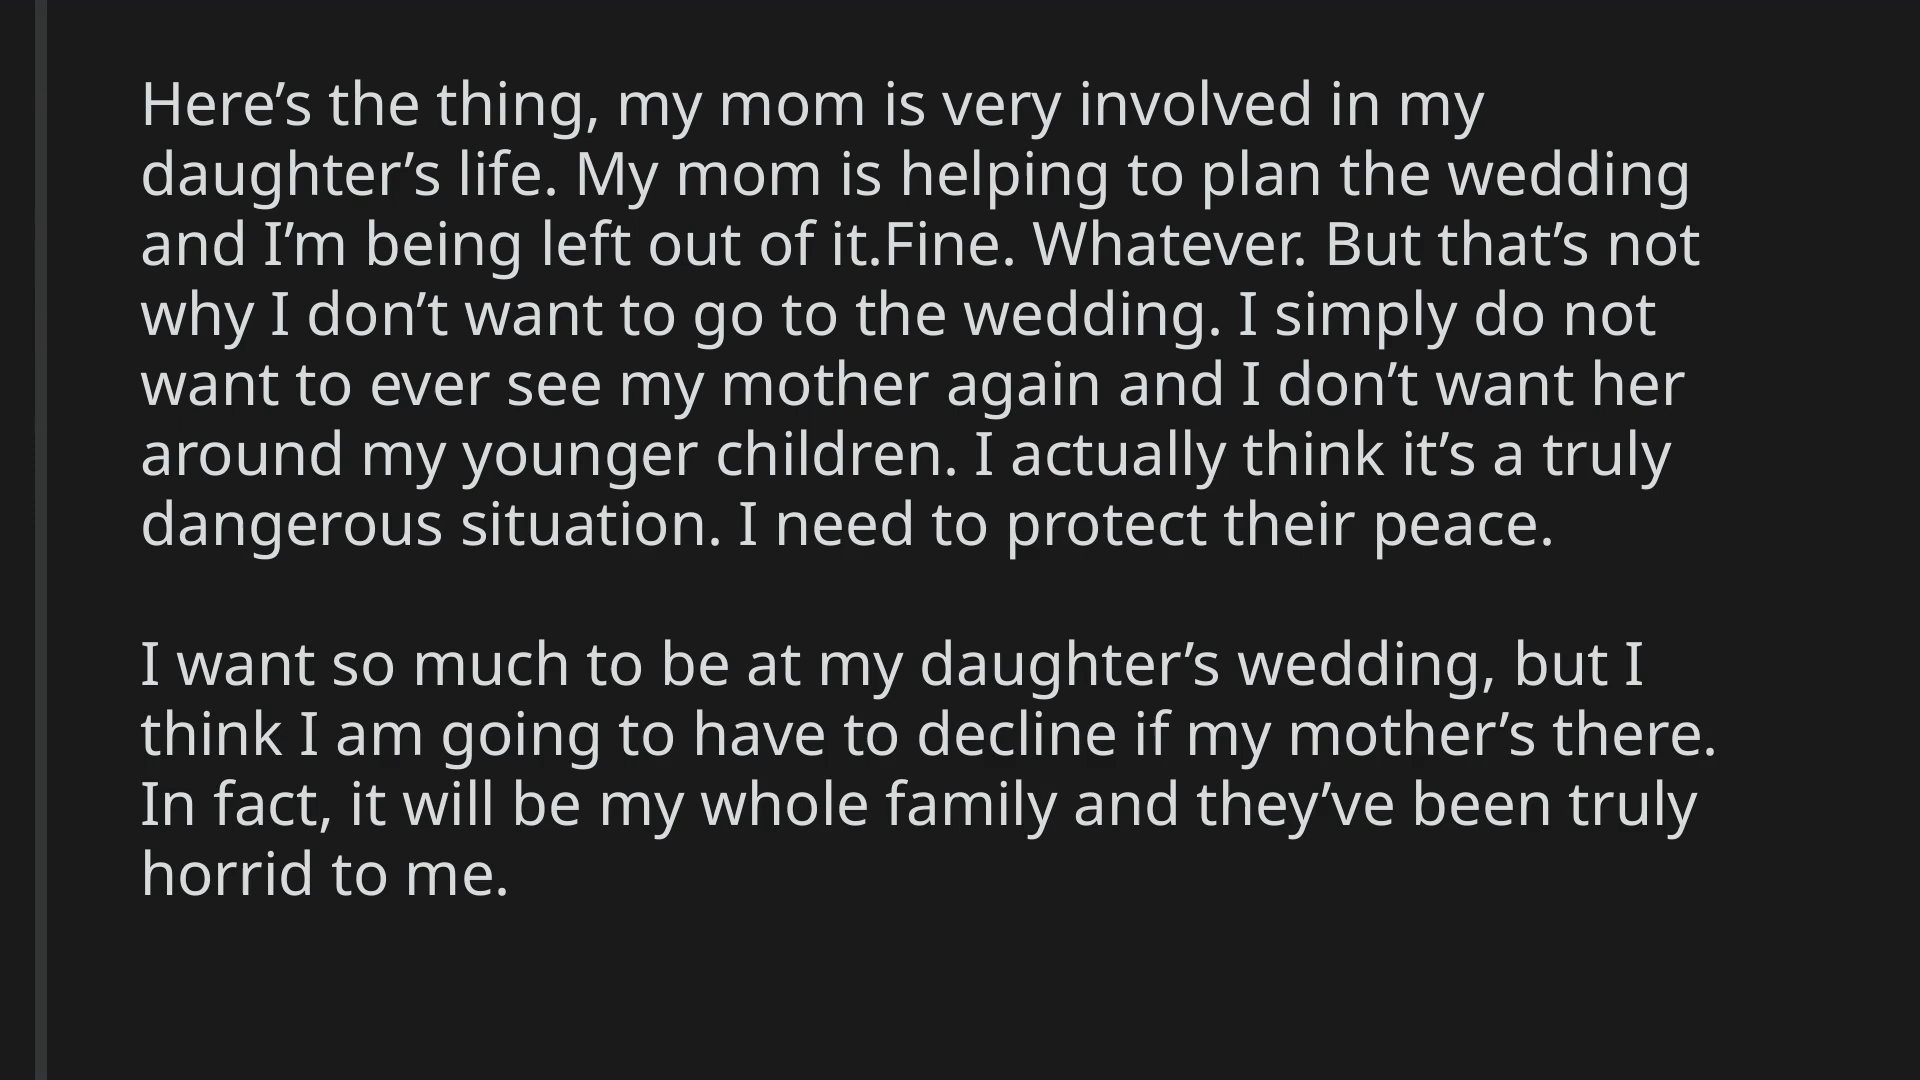 Here’s the thing, my mom is very involved in my
daughter’s life. My mom is helping to plan the wedding
and I’m being left out of it.Fine. Whatever. But that’s not
why I don’t want to go to the wedding. I simply do not
want to ever see my mother again and I don’t want her
around my younger children. I actually think it’s a truly
dangerous situation. I need to protect their peace.
I want so much to be at my daughter’s wedding, but I
think I am going to have to decline if my mother’s there.
In fact, it will be my whole family and they’ve been truly
horrid to me.